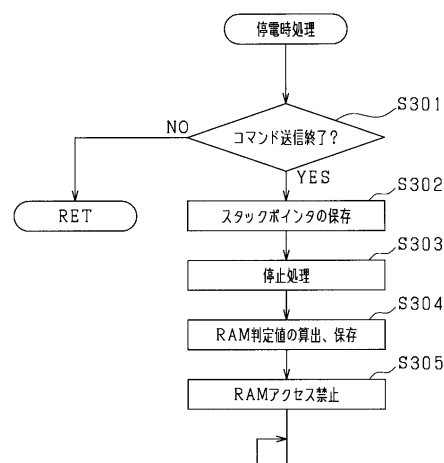 停電時処理
S301
NO
コマンド送信終了？
YES
S302
RET
スタックポインタの保存
S303
停止処理
S304
RAM判定値の算出、保存
S305
RAMアクセス禁止